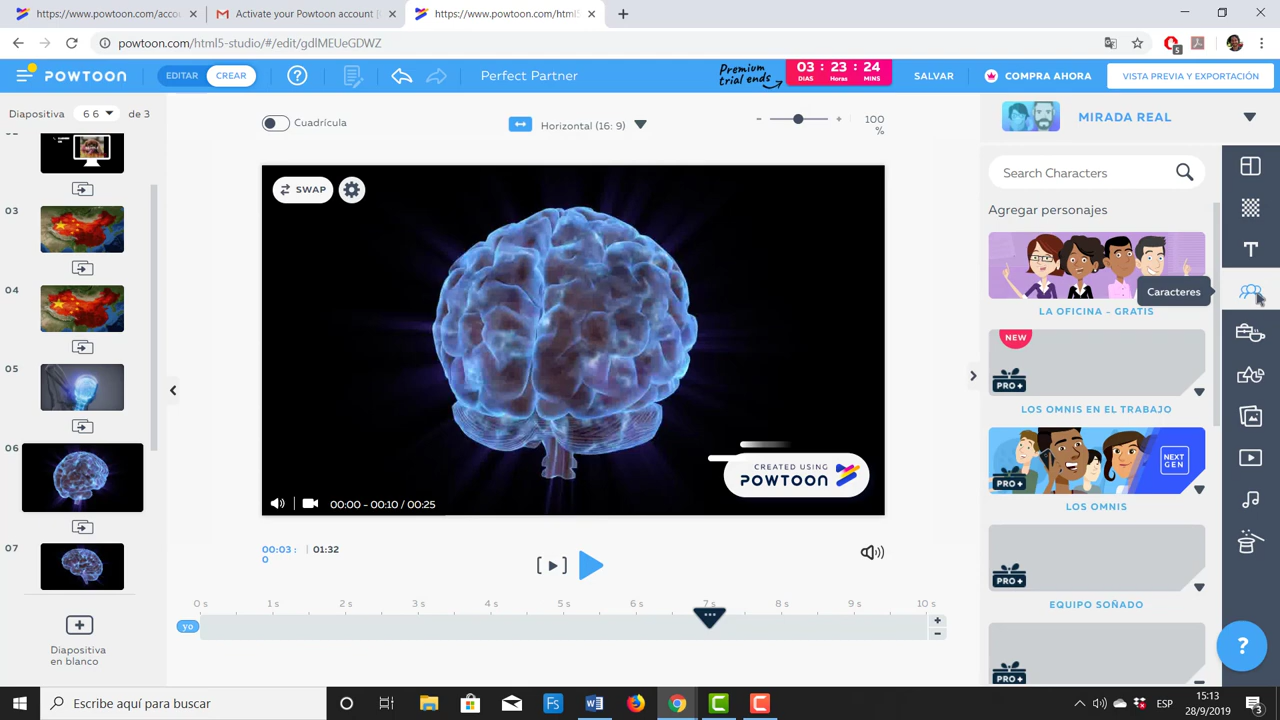 https://www.powtoon.com/accou
Activate your Powtoon account
https://www.powtoon.com/html5
powtoon.com/html5-studio/#/edit/gdlMEUeGDWZ
5
POWTOON
EDITAR
CREAR
?
Perfect Partner
Premium
trial ends
03 : 23 : 24
DIAS Horas MINS
SALVAR
COMPRA AHORA
VISTA PREVIA Y EXPORTACIÓN
Diapositiva 6 6 de 3
Cuadrícula
Horizontal (16: 9)
100
%
MIRADA REAL
Search Characters
Agregar personajes
03
04
05
06
07
SWAP
CREATED USING
POWTOON
00:00 - 00:10 / 00:25
Caracteres
LA OFICINA - GRATIS
NEW
PRO+
LOS OMNIS EN EL TRABAJO
NEXT
GEN
PRO+
LOS OMNIS
PRO+
EQUIPO SOÑADO
PRO+
00:03 :
0
01:32
0 s 1 s 2 s 3 s 4 s 5 s 6 s 7 s 8 s 9 s 10 s
yo
Diapositiva
en blanco
?
Escribe aquí para buscar
Fs
ESP
15:13
28/9/2019
3